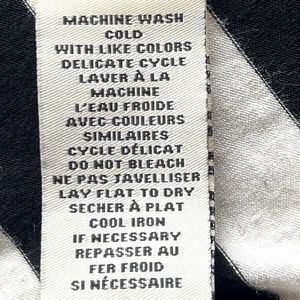 MACHINE WASH
COLD
WITH LIKE COLORS
DELICATE CYCLE
LAVER À LA
MACHINE
L'EAU FROIDE
AVEC COULEURS
SIMILAIRES
CYCLE DÉLICAT
DO NOT BLEACH
NE PAS JAVELLISER
LAY FLAT TO DRY
SECHER À PLAT
COOL IRON
IF NECESSARY
REPASSER AU
FER FROID
SI NÉCESSAIRE